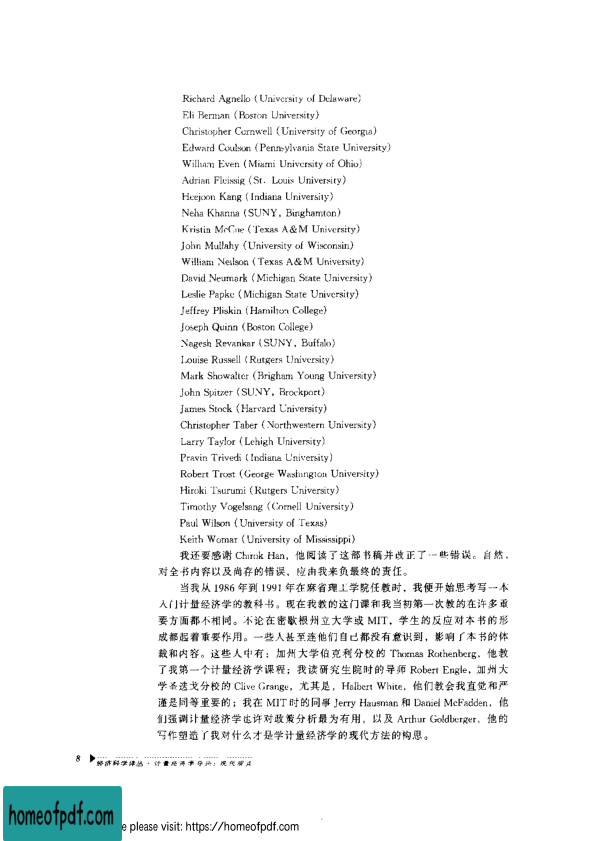 Richard Agnello (University of Delaware)
Eli Berman (Boston University)
Christopher Cornwell (University of Georgia)
Edward Coulson (Pennsylvania State University)
William Even (Miami University of Ohio)
Adrian Fleissig (St. Louis University)
Heejoon Kang (Indiana University)
Neha Khanna (SUNY, Binghamton)
Kristin McCue (Texas A&M University)
John Mullahy (University of Wisconsin)
William Neilson (Texas A&M University)
David Neumark (Michigan State University)
Leslie Papke (Michigan State University)
Jeffrey Pliskin (Hamilton College)
Joseph Quinn (Boston College)
Nagesh Revankar (SUNY, Buffalo)
Louise Russell (Rutgers University)
Mark Showalter (Brigham Young University)
John Spitzer (SUNY, Brockport)
James Stock (Harvard University)
Christopher Taber (Northwestern University)
Larry Taylor (Lehigh University)
Pravin Trivedi (Indiana University)
Robert Trost (George Washington University)
Hiroki Tsurumi (Rutgers University)
Timothy Vogelsang (Cornell University)
Paul Wilson (University of Texas)
Keith Womar (University of Mississippi)
我还要感谢 Chirok Han，他阅读了这部书稿并改正了一些错误。自然，
对全书内容以及尚存的错误，应由我来负最终的责任。
当我从 1986 年到 1991 年在麻省理工学院任教时，我便开始思考写一本
入门计量经济学的教科书。现在我教的这门课和我当初第一次教的在许多重
要方面都不相同。不论在密歇根州立大学或 MIT，学生的反应对本书的形
成都起着重要作用。一些人甚至连他们自己都没有意识到，影响了本书的体
裁和内容。这些人中有：加州大学伯克利分校的 Thomas Rothenberg，他教
了我第一个计量经济学课程；我读研究生院时的导师 Robert Engle，加州大
学圣迭戈分校的 Clive Grange，尤其是，Halbert White，他们教会我直觉和严
谨是同等重要的；我在 MIT 时的同事 Jerry Hausman 和 Daniel McFadden，他
们强调计量经济学也许对政策分析最为有用，以及 Arthur Goldberger，他的
写作塑造了我对什么才是学计量经济学的现代方法的构思。
8
经济科学译丛·计量经济学导论：现代观点
homeofpdf.com
e please visit: https://homeofpdf.com